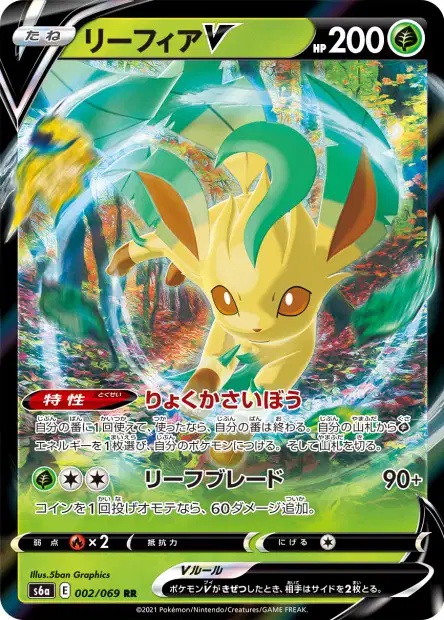 たね リーフィアV HP 200
特性 とくせい りょくかさいぼう
自分の番に1回使えて、使ったなら、自分の番は終わる。自分の山札から
エネルギーを1枚選び、自分のポケモンにつける。そして山札を切る。
リーフブレード 90+
コインを1回投げオモテなら、60ダメージ追加。
弱点 ×2 抵抗力 にげる
Illus.5ban Graphics
Vルール
s6a E 002/069 RR
ポケモンVがきぜつしたとき、相手はサイドを2枚とる。
©2021 Pokémon/Nintendo/Creatures/GAME FREAK.